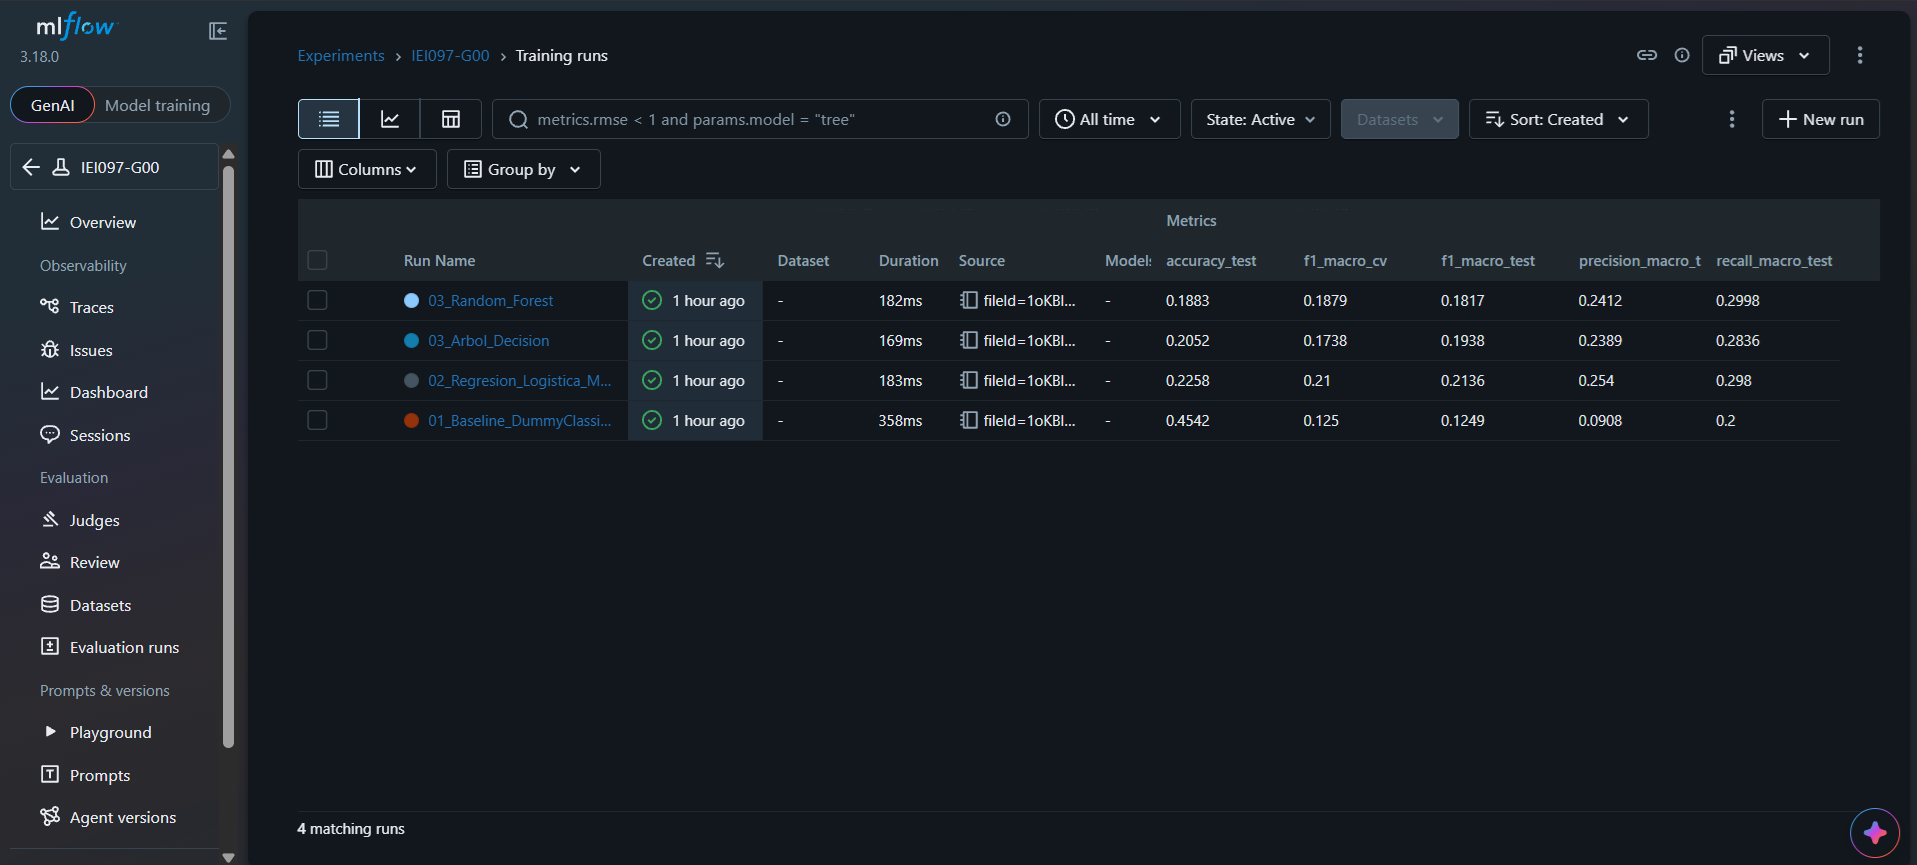 mlflow
3.18.0
GenAI Model training
IEI097-G00
Overview
Observability
Traces
Issues
Dashboard
Sessions
Evaluation
Judges
Review
Datasets
Evaluation runs
Prompts & versions
Playground
Prompts
Agent versions
Experiments > IEI097-G00 > Training runs
Views
metrics.rmse < 1 and params.model = "tree"
All time
State: Active
Datasets
Sort: Created
New run
Columns
Group by
Metrics
Run Name Created Dataset Duration Source Models accuracy_test f1_macro_cv f1_macro_test precision_macro_t recall_macro_test
03_Random_Forest 1 hour ago - 182ms fileId=1oKBl... - 0.1883 0.1879 0.1817 0.2412 0.2998
03_Arbol_Decision 1 hour ago - 169ms fileId=1oKBl... - 0.2052 0.1738 0.1938 0.2389 0.2836
02_Regresion_Logistica_M... 1 hour ago - 183ms fileId=1oKBl... - 0.2258 0.21 0.2136 0.254 0.298
01_Baseline_DummyClassi... 1 hour ago - 358ms fileId=1oKBl... - 0.4542 0.125 0.1249 0.0908 0.2
4 matching runs